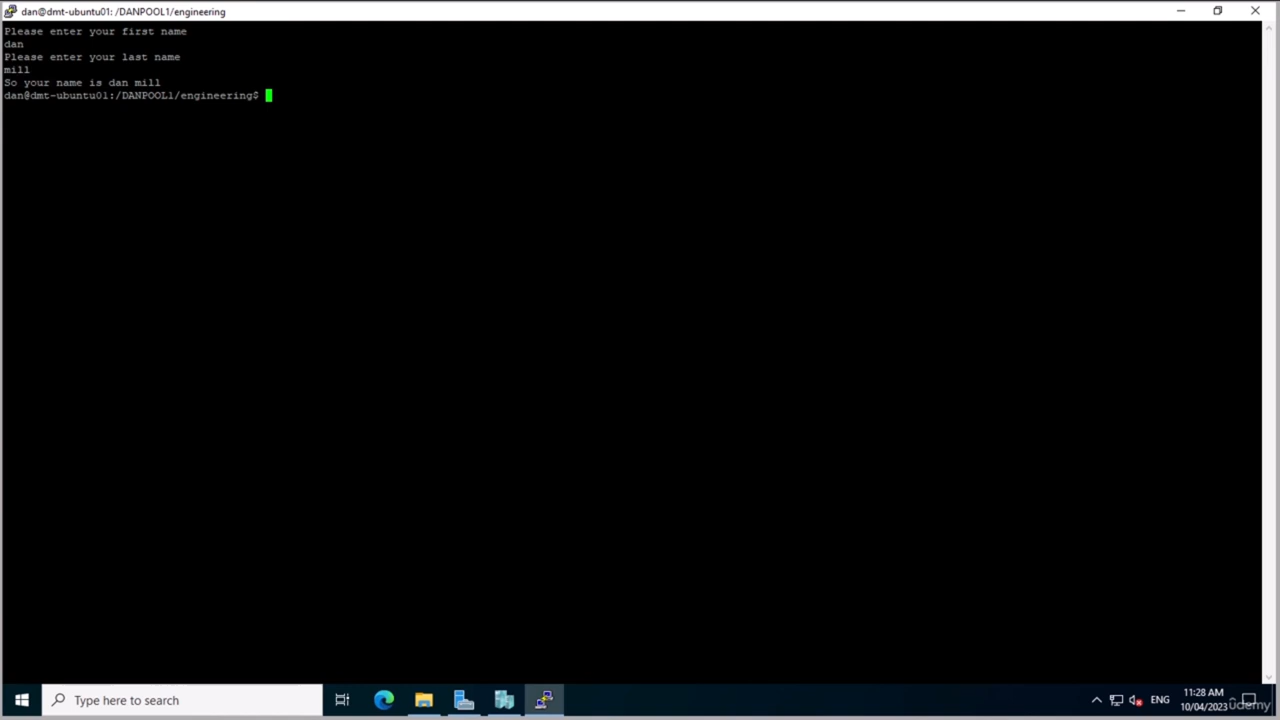 dan@dmt-ubuntu01: /DANPOOL1/engineering
Please enter your first name
dan
Please enter your last name
mill
So your name is dan mill
dan@dmt-ubuntu01:/DANPOOL1/engineering$
Type here to search
ENG
11:28 AM
10/04/2023
ûdemy